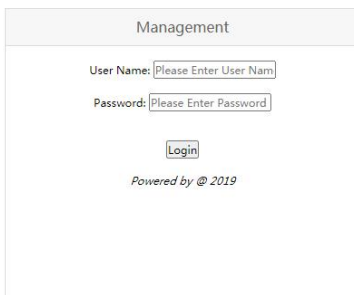 Management
User Name: Please Enter User Nam
Password: Please Enter Password
Login
Powered by @ 2019